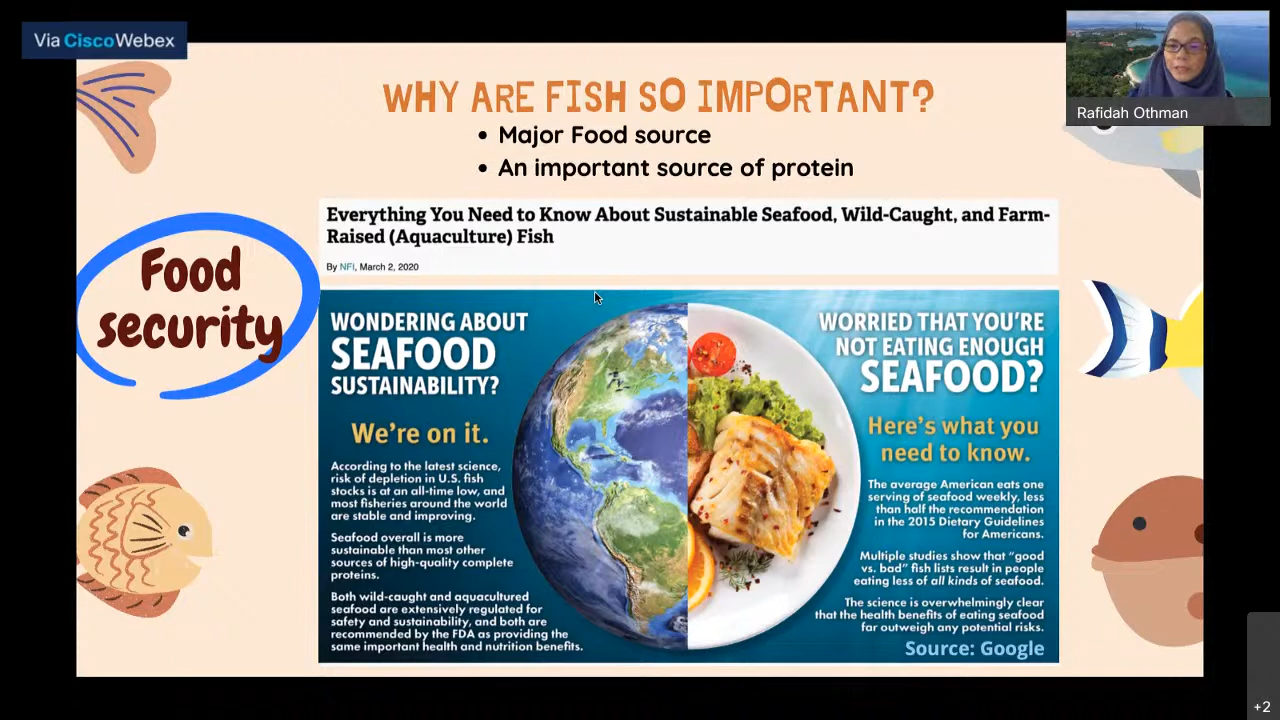 Via CiscoWebex
Rafidah Othman
WHY ARE FISH SO IMPORTANT?
• Major Food source
• An important source of protein
Food
security
Everything You Need to Know About Sustainable Seafood, Wild-Caught, and Farm-
Raised (Aquaculture) Fish
By NFI, March 2, 2020
WONDERING ABOUT
SEAFOOD
SUSTAINABILITY?
We're on it.
According to the latest science,
risk of depletion in U.S. fish
stocks is at an all-time low, and
most fisheries around the world
are stable and improving.
Seafood overall is more
sustainable than most other
sources of high-quality complete
proteins.
Both wild-caught and aquacultured
seafood are extensively regulated for
safety and sustainability, and both are
recommended by the FDA as providing the
same important health and nutrition benefits.
WORRIED THAT YOU'RE
NOT EATING ENOUGH
SEAFOOD?
Here's what you
need to know.
The average American eats one
serving of seafood weekly, less
than half the recommendation
in the 2015 Dietary Guidelines
for Americans.
Multiple studies show that "good
vs. bad" fish lists result in people
eating less of all kinds of seafood.
The science is overwhelmingly clear
that the health benefits of eating seafood
far outweigh any potential risks.
Source: Google
+2